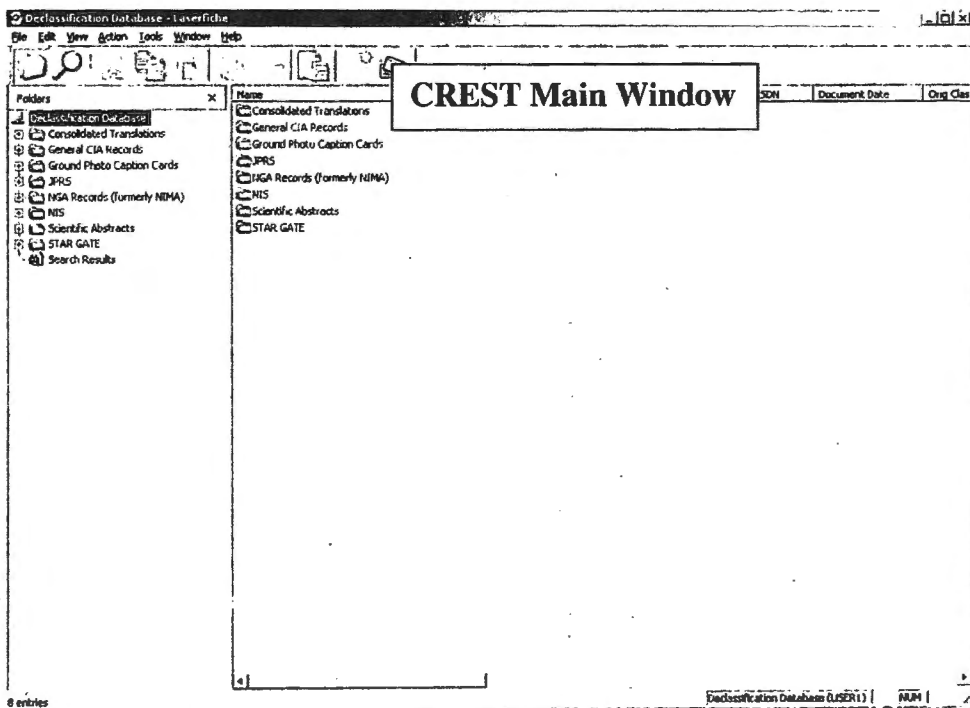 Declassification Database - Laserfiche
File Edit View Action Tools Window Help
CREST Main Window
Folders
Name
SDN
Document Date
Orig Clas
Declassification Database
Consolidated Translations
General CIA Records
Ground Photo Caption Cards
JPRS
NGA Records (formerly NIMA)
NIS
Scientific Abstracts
STAR GATE
Search Results
Consolidated Translations
General CIA Records
Ground Photo Caption Cards
JPRS
NGA Records (formerly NIMA)
NIS
Scientific Abstracts
STAR GATE
8 entries
Declassification Database (USER1)
NUM